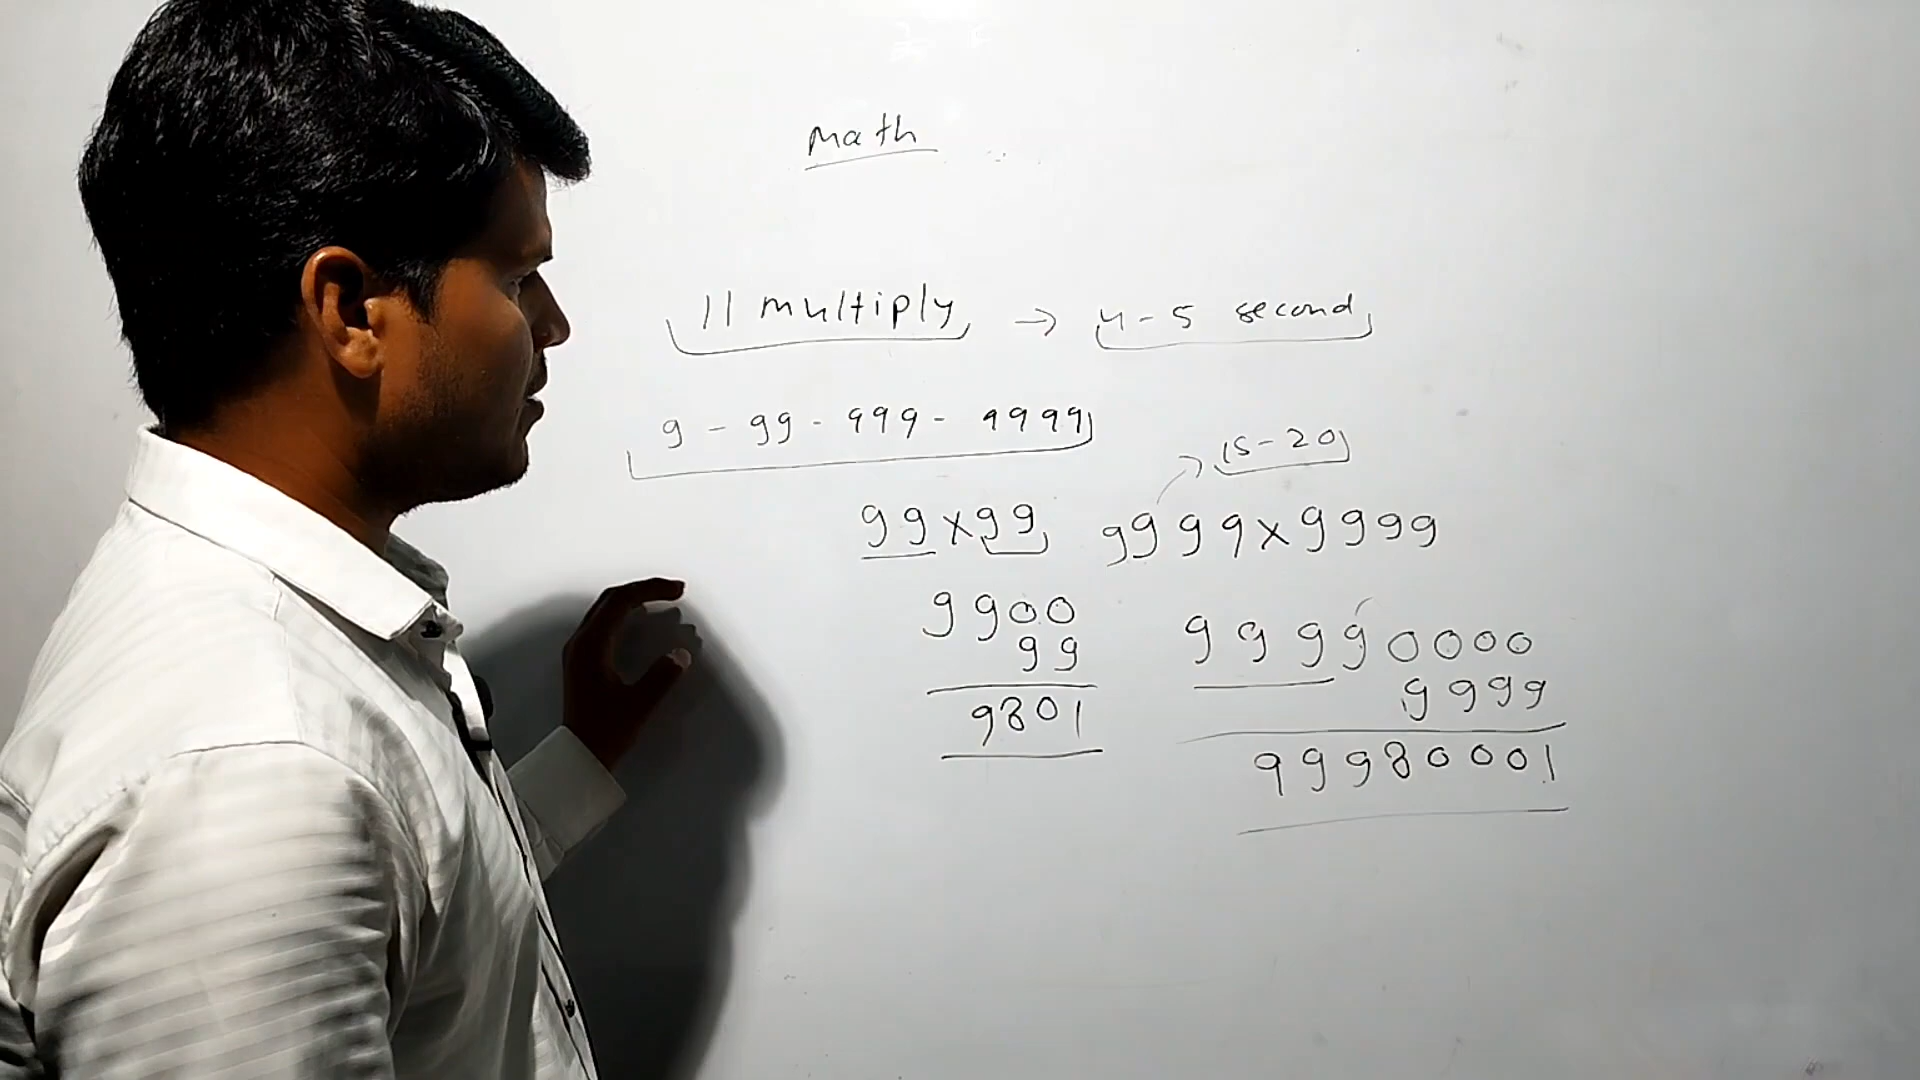 Math
11 multiply → 4-5 second
9 - 99 - 999 - 9999
15-20
99x99 9999x9999
9900 99990000
99 9999
9801 99980001